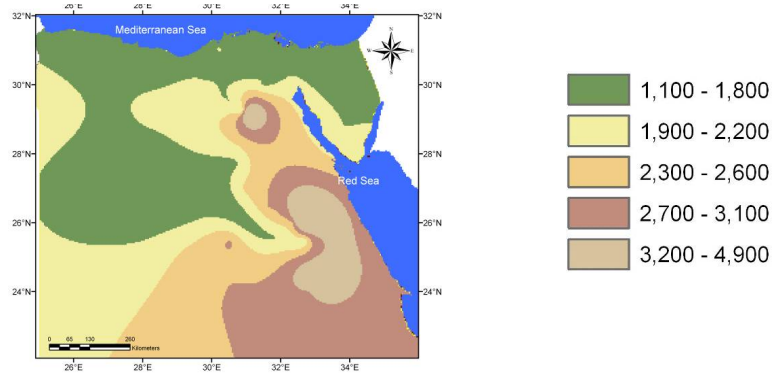 26°E 28°E 30°E 32°E 34°E
32°N 32°N
Mediterranean Sea
N
W E
S
30°N 30°N
28°N 28°N
Red Sea
26°N 26°N
24°N 24°N
0 65 130 260
Kilometers
26°E 28°E 30°E 32°E 34°E
1,100 - 1,800
1,900 - 2,200
2,300 - 2,600
2,700 - 3,100
3,200 - 4,900